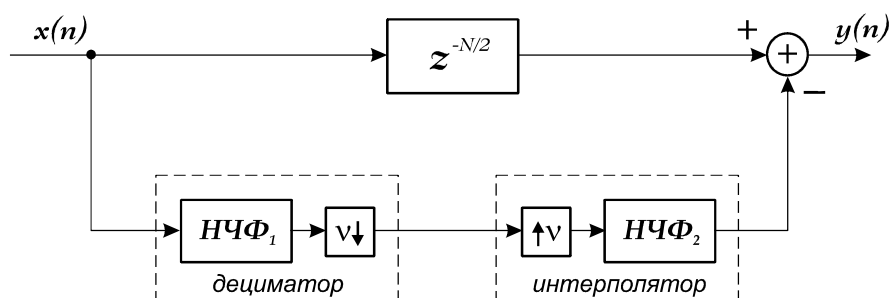 x(n)
z^{-N/2}
+
+
y(n)
−
НЧФ₁
ν↓
↑ν
НЧФ₂
дециматор
интерполятор